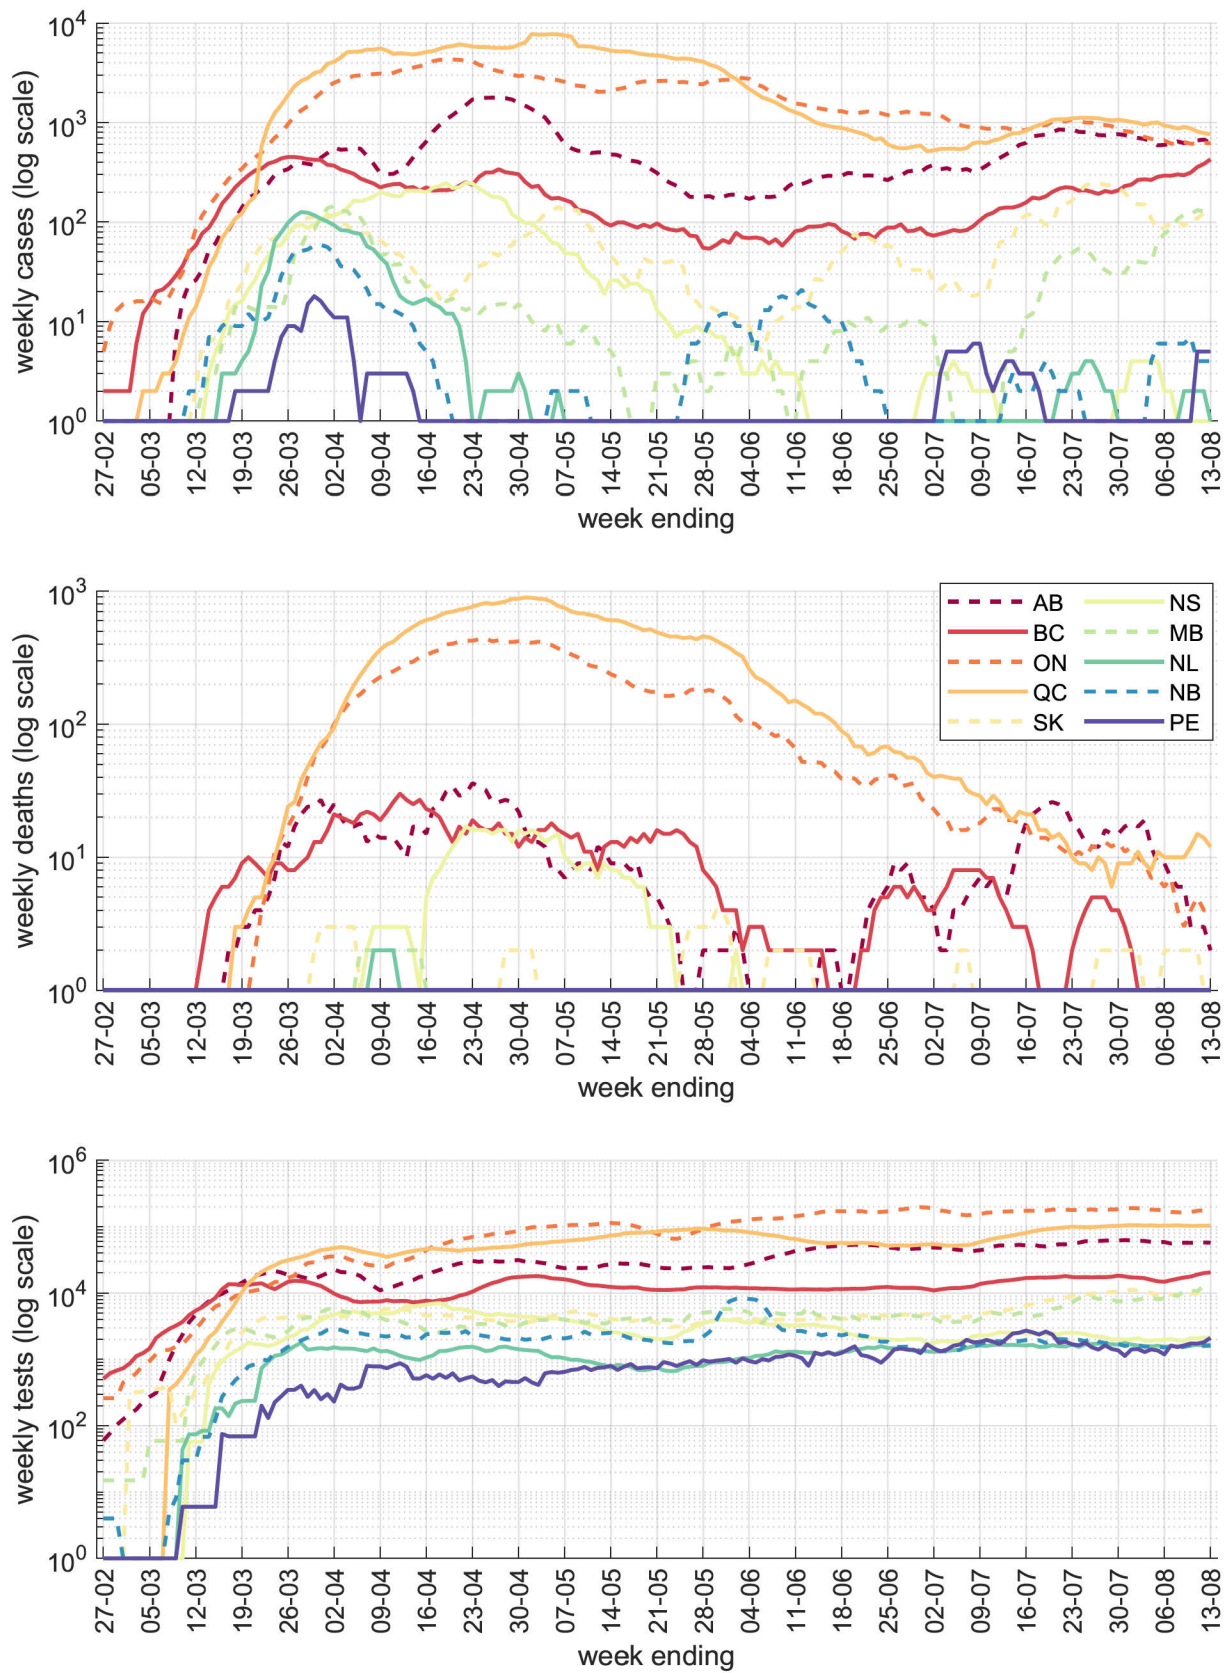 weekly cases (log scale)
10^4
10^3
10^2
10^1
10^0
27-02 05-03 12-03 19-03 26-03 02-04 09-04 16-04 23-04 30-04 07-05 14-05 21-05 28-05 04-06 11-06 18-06 25-06 02-07 09-07 16-07 23-07 30-07 06-08 13-08
week ending
weekly deaths (log scale)
10^3
10^2
10^1
10^0
AB NS
BC MB
ON NL
QC NB
SK PE
27-02 05-03 12-03 19-03 26-03 02-04 09-04 16-04 23-04 30-04 07-05 14-05 21-05 28-05 04-06 11-06 18-06 25-06 02-07 09-07 16-07 23-07 30-07 06-08 13-08
week ending
weekly tests (log scale)
10^6
10^4
10^2
10^0
27-02 05-03 12-03 19-03 26-03 02-04 09-04 16-04 23-04 30-04 07-05 14-05 21-05 28-05 04-06 11-06 18-06 25-06 02-07 09-07 16-07 23-07 30-07 06-08 13-08
week ending